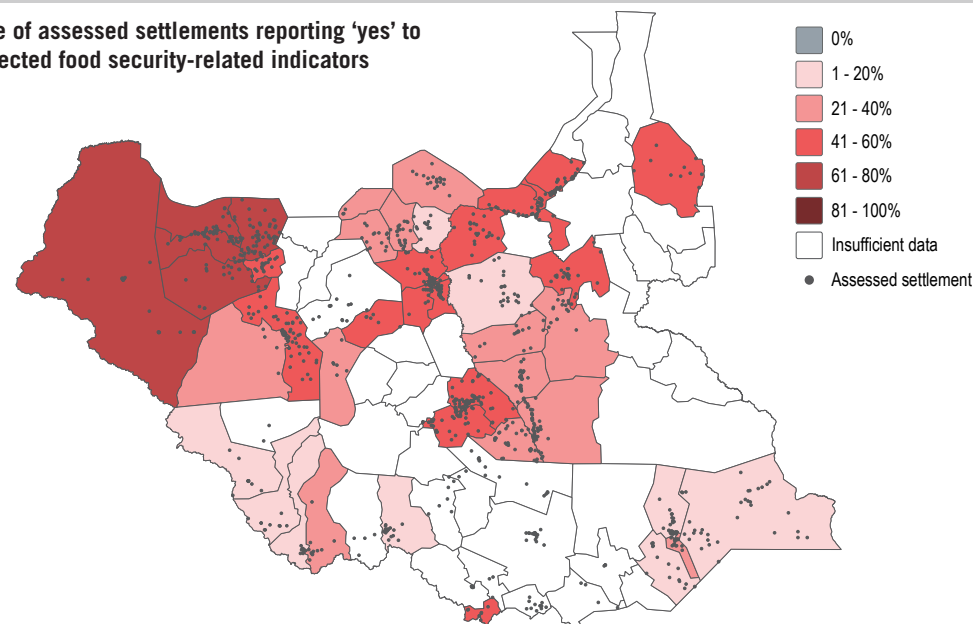 of assessed settlements reporting ‘yes’ to
food security-related indicators
0%
1 - 20%
21 - 40%
41 - 60%
61 - 80%
81 - 100%
Insufficient data
Assessed settlement